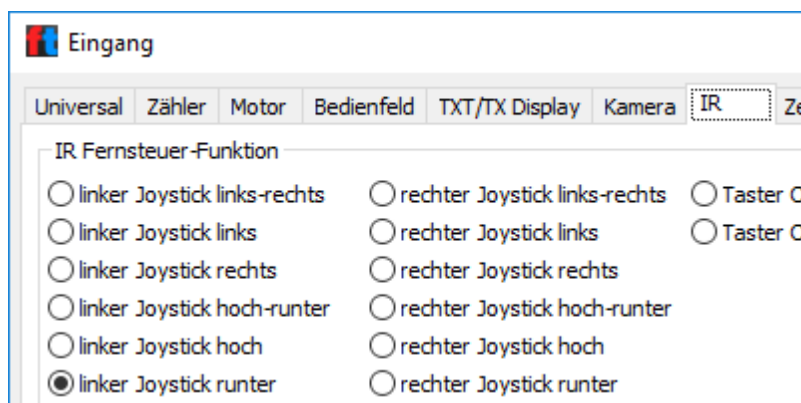 ft Eingang
Universal Zähler Motor Bedienfeld TXT/TX Display Kamera IR
IR Fernsteuer-Funktion
linker Joystick links-rechts rechter Joystick links-rechts Taster
linker Joystick links rechter Joystick links Taster
linker Joystick rechts rechter Joystick rechts
linker Joystick hoch-runter rechter Joystick hoch-runter
linker Joystick hoch rechter Joystick hoch
linker Joystick runter rechter Joystick runter